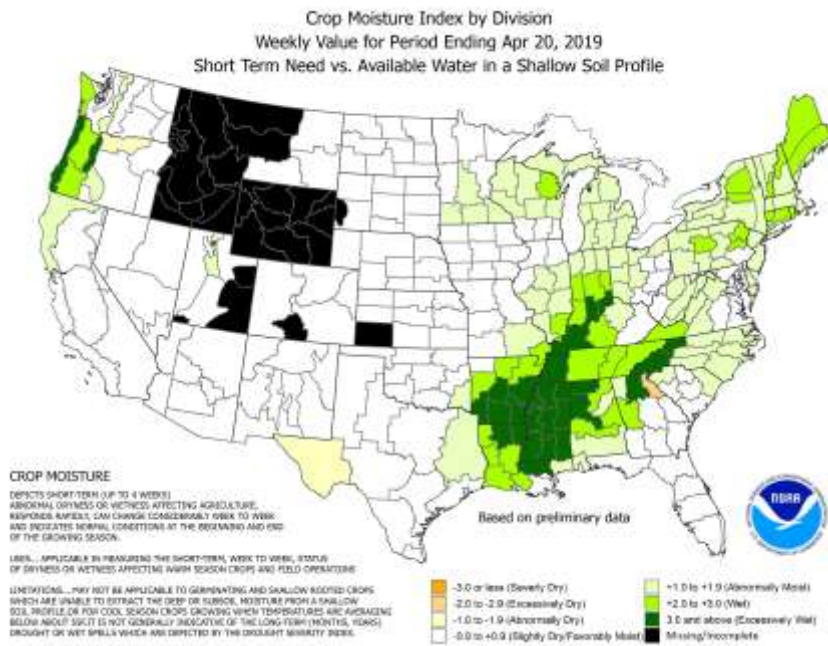 Crop Moisture Index by Division
Weekly Value for Period Ending Apr 20, 2019
Short Term Need vs. Available Water in a Shallow Soil Profile
CROP MOISTURE
DEPICTS SHORT-TERM (UP TO 4 WEEKS)
ABNORMAL DRYNESS OR WETNESS AFFECTING AGRICULTURE,
RESPONDS RAPIDLY, CAN CHANGE CONSIDERABLY WEEK TO WEEK
AND INDICATES NORMAL CONDITIONS AT THE BEGINNING AND END
OF THE GROWING SEASON.
USES... APPLICABLE IN MEASURING THE SHORT-TERM, WEEK TO WEEK, STATUS
OF DRYNESS OR WETNESS AFFECTING WARM SEASON CROPS AND FIELD OPERATIONS
LIMITATIONS... MAY NOT BE APPLICABLE TO GERMINATING AND SHALLOW ROOTED CROPS
WHICH ARE UNABLE TO EXTRACT THE DEEP OR SUBSOIL MOISTURE FROM A SHALLOW
SOIL PROFILE, OR FOR COOL SEASON CROPS GROWING WHEN TEMPERATURES ARE AVERAGING
BELOW ABOUT 55F. IT IS NOT GENERALLY INDICATIVE OF THE LONG-TERM (MONTHS, YEARS)
DROUGHT OR WET SPELLS WHICH ARE DEPICTED BY THE DROUGHT SEVERITY INDEX.
Based on preliminary data
NOAA
-3.0 or less (Severly Dry)
-2.0 to -2.9 (Excessively Dry)
-1.0 to -1.9 (Abnormally Dry)
-0.9 to +0.9 (Slightly Dry/Favorably Moist)
+1.0 to +1.9 (Abnormally Moist)
+2.0 to +3.0 (Wet)
3.0 and above (Excessively Wet)
Missing/Incomplete